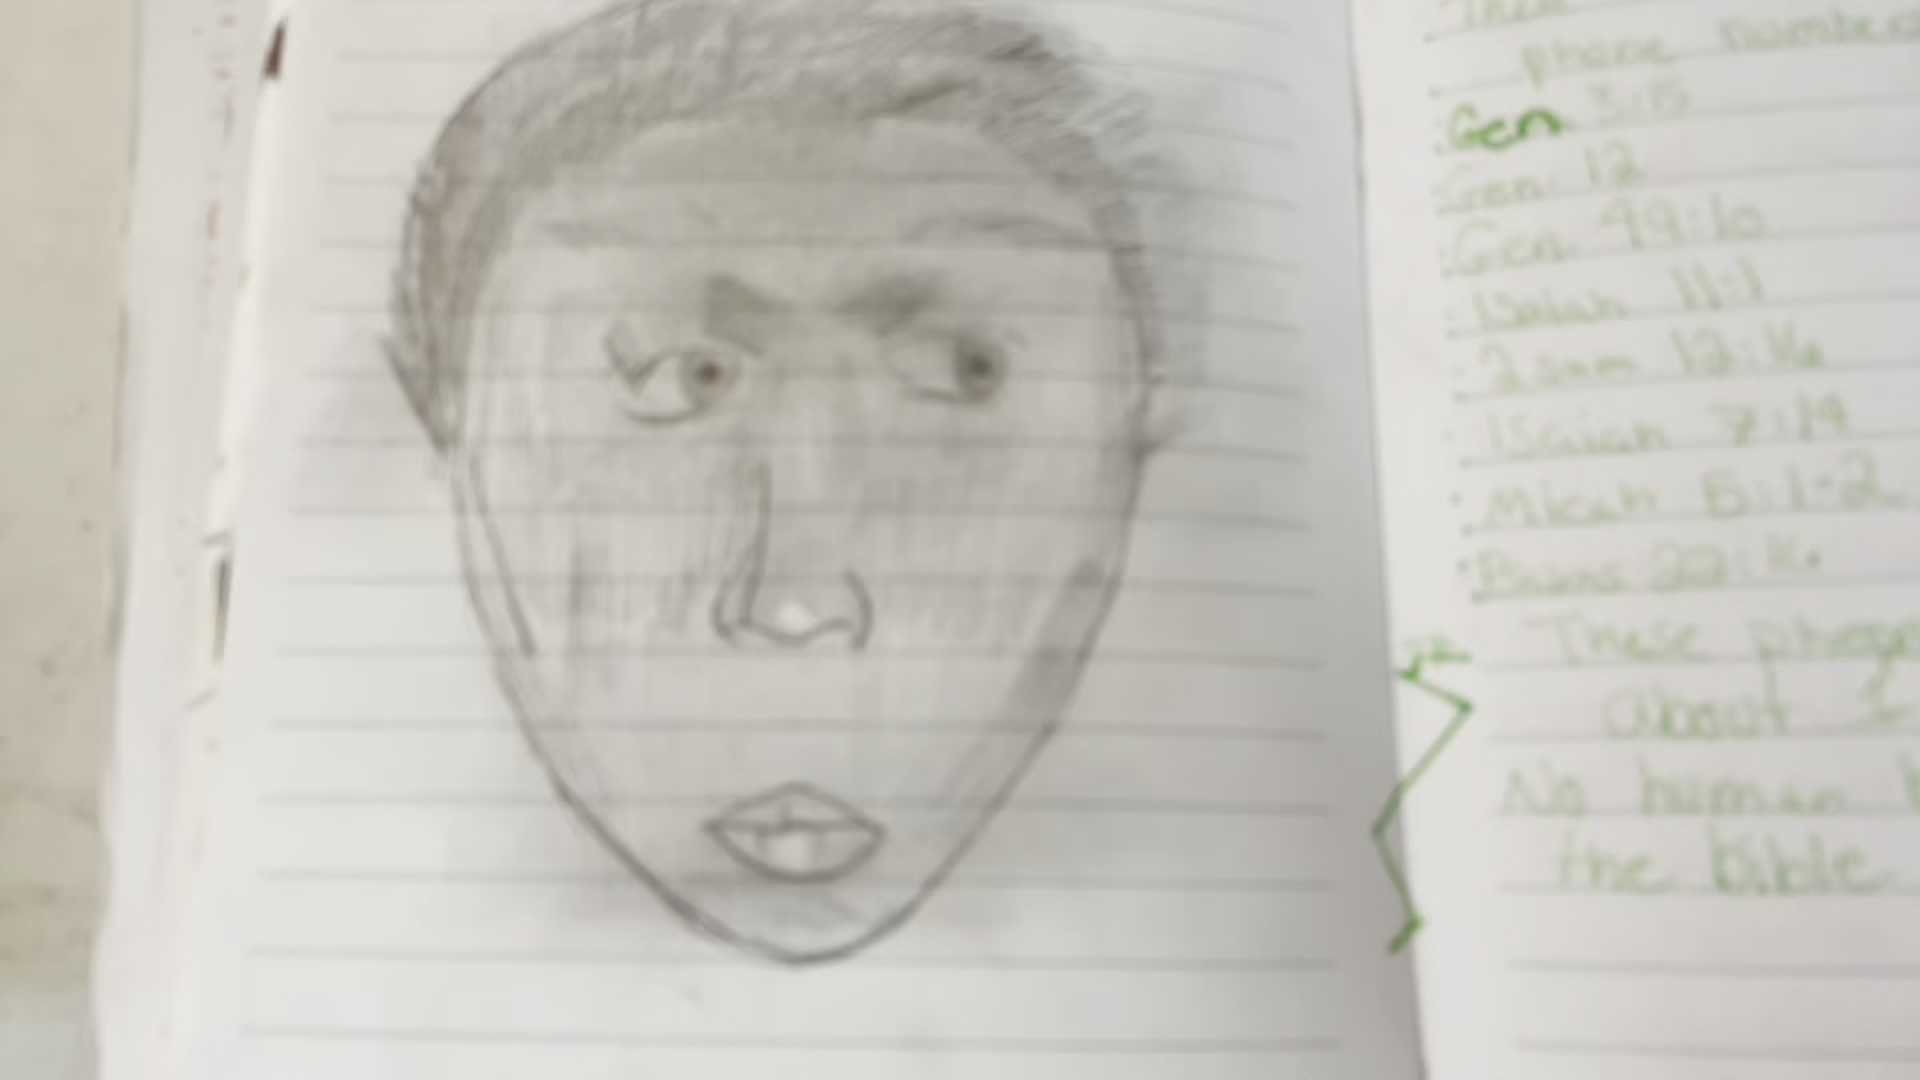 phone numbers
Gen 3:15
Gen. 12
Gen 49:10
Isaiah 11:1
2 Sam 12:16
Isaiah 7:14
Micah 5:1-2
22:16
These
about
No human
the bible